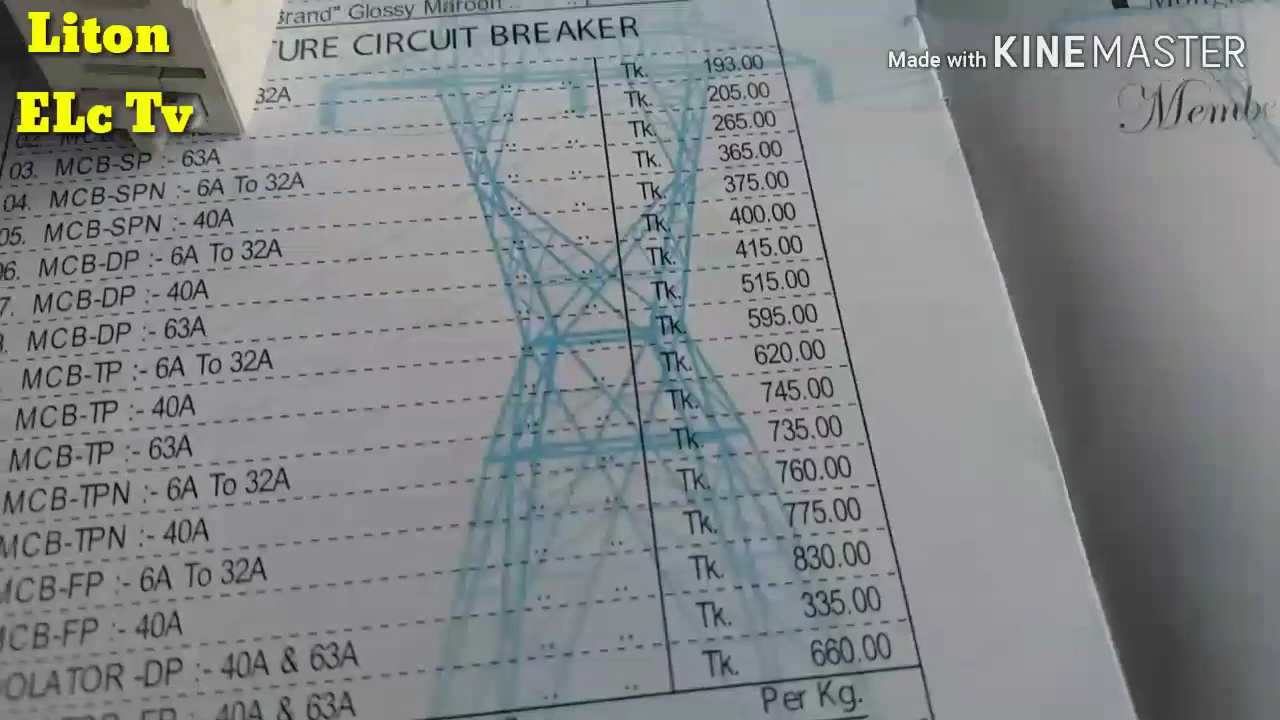 Liton
ELc Tv
Made with KINEMASTER
Brand" Glossy Maroon
TURE CIRCUIT BREAKER
32A .. .. Tk. 193.00
02. .. .. Tk. 205.00
03. MCB-SP :- 63A .. .. Tk. 265.00
04. MCB-SPN :- 6A To 32A .. .. Tk. 365.00
05. MCB-SPN :- 40A .. .. Tk. 375.00
06. MCB-DP :- 6A To 32A .. .. Tk. 400.00
7. MCB-DP :- 40A .. .. Tk. 415.00
MCB-DP :- 63A .. .. Tk. 515.00
MCB-TP :- 6A To 32A .. .. Tk. 595.00
MCB-TP :- 40A .. .. Tk. 620.00
MCB-TP :- 63A .. .. Tk. 745.00
MCB-TPN :- 6A To 32A .. .. Tk. 735.00
MCB-TPN :- 40A .. .. Tk. 760.00
MCB-FP :- 6A To 32A .. .. Tk. 775.00
MCB-FP :- 40A .. .. Tk. 830.00
OLATOR -DP :- 40A & 63A .. .. Tk. 335.00
FP :- 40A & 63A .. .. Tk. 660.00
Per Kg.
Membe